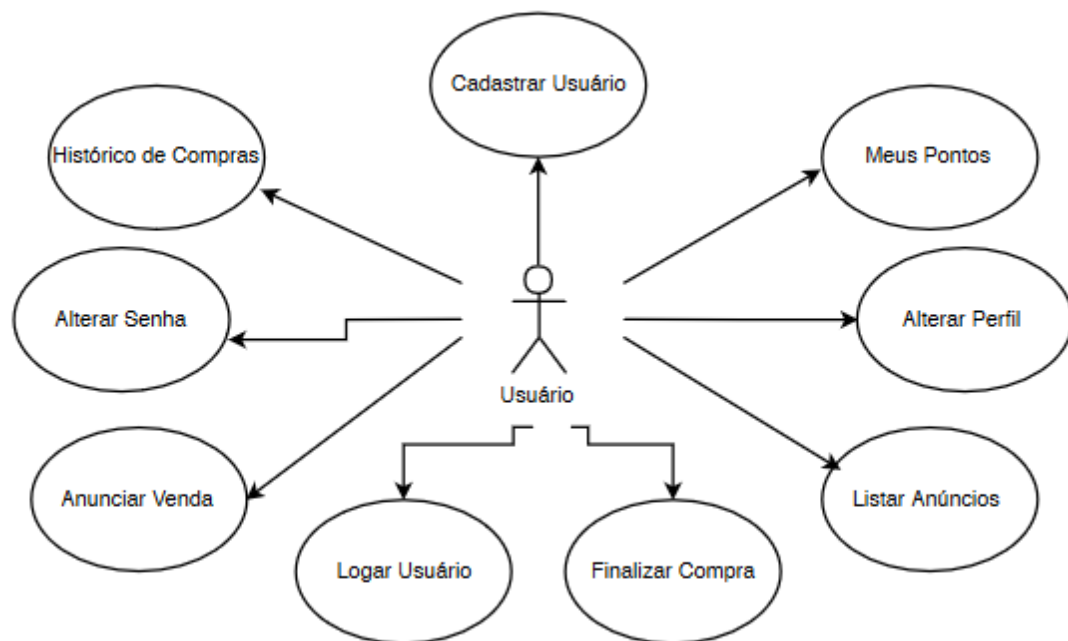 Cadastrar Usuário
Histórico de Compras
Meus Pontos
Alterar Senha
Alterar Perfil
Usuário
Anunciar Venda
Listar Anúncios
Logar Usuário
Finalizar Compra